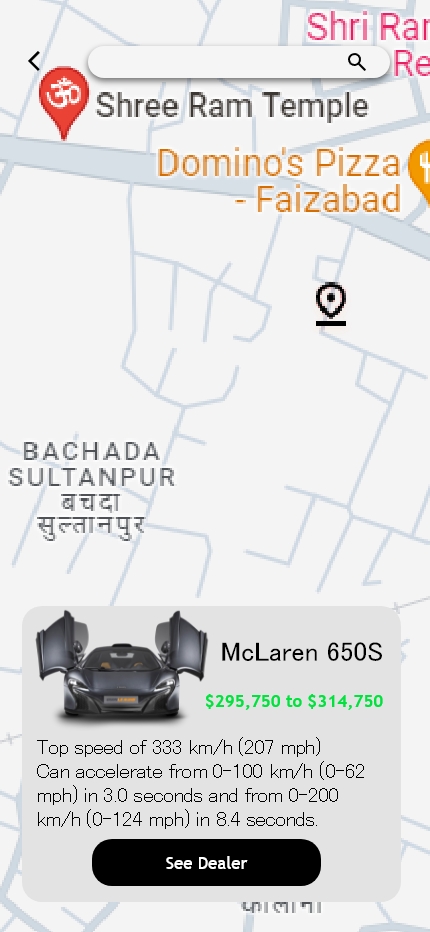 Shri Ram
Re
Shree Ram Temple
Domino's Pizza
- Faizabad
BACHADA
SULTANPUR
बचदा
सुल्तानपुर
McLaren 650S
$295,750 to $314,750
Top speed of 333 km/h (207 mph)
Can accelerate from 0-100 km/h (0-62
mph) in 3.0 seconds and from 0-200
km/h (0-124 mph) in 8.4 seconds.
See Dealer